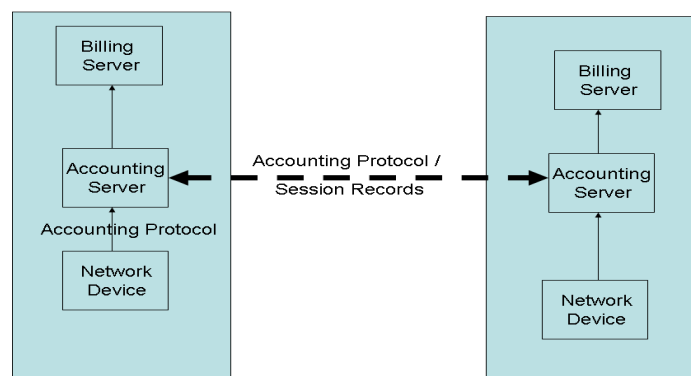 Billing
Server
Accounting
Server
Accounting Protocol
Network
Device
Accounting Protocol /
Session Records
Billing
Server
Accounting
Server
Network
Device